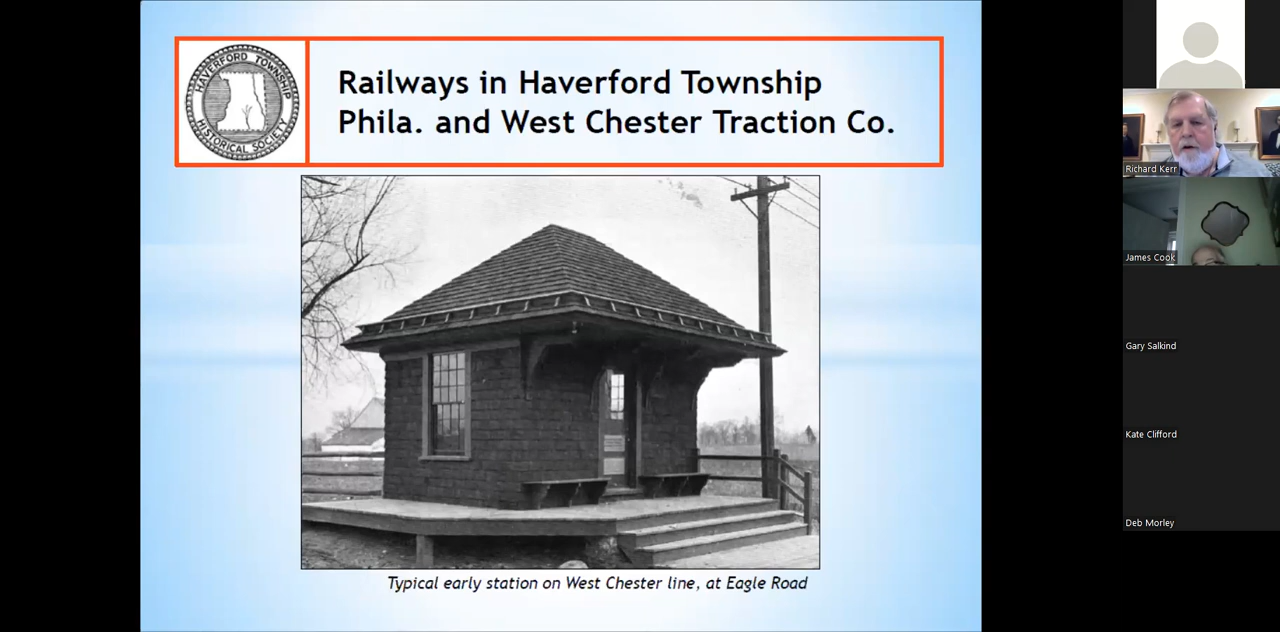 HAVERFORD TOWNSHIP
HISTORICAL SOCIETY
Railways in Haverford Township
Phila. and West Chester Traction Co.
Typical early station on West Chester line, at Eagle Road
Richard Kerr
James Cook
Gary Salkind
Kate Clifford
Deb Morley